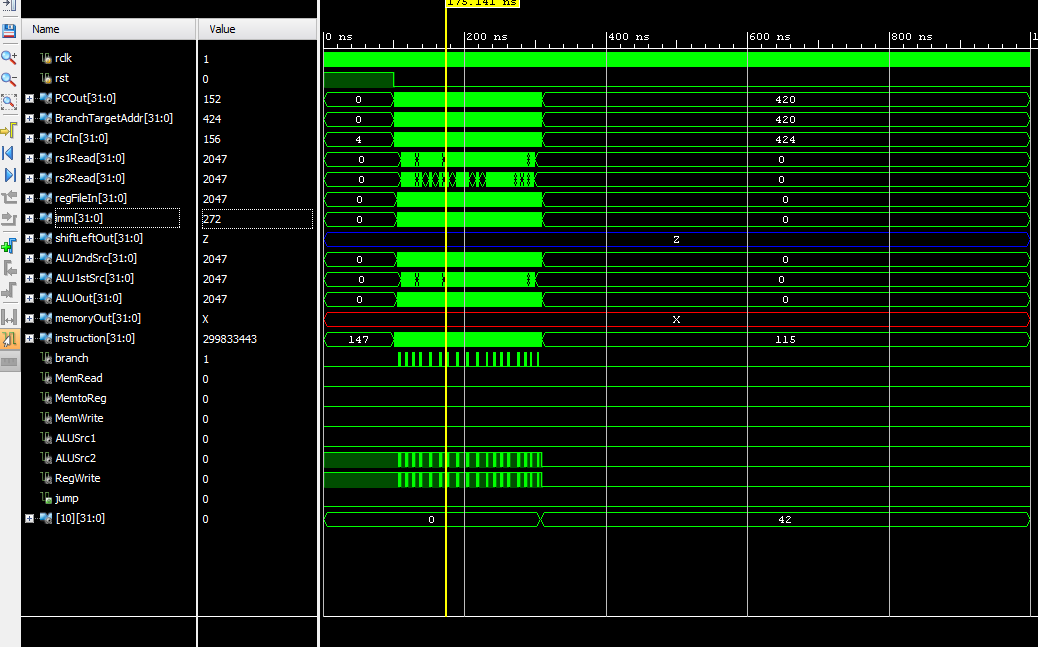 175.141 ns
Name Value
0 ns 200 ns 400 ns 600 ns 800 ns 1
rclk 1
rst 0
PCOut[31:0] 152 0 420
BranchTargetAddr[31:0] 424 0 420
PCIn[31:0] 156 4 424
rs1Read[31:0] 2047 0 0
rs2Read[31:0] 2047 0 0
regFileIn[31:0] 2047 0 0
imm[31:0] 272 0 0
shiftLeftOut[31:0] Z Z
ALU2ndSrc[31:0] 2047 0 0
ALU1stSrc[31:0] 2047 0 0
ALUOut[31:0] 2047 0 0
memoryOut[31:0] X X
instruction[31:0] 299833443 147 115
branch 1
MemRead 0
MemtoReg 0
MemWrite 0
ALUSrc1 0
ALUSrc2 0
RegWrite 0
jump 0
[10][31:0] 0 0 42